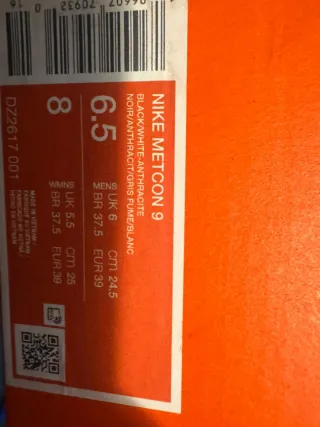 NIKE METCON 9
BLACK/WHITE-ANTHRACITE
NOIR/ANTHRACIT/GRIS FUME/BLANC
6.5
MENS
UK 6 cm 24.5
BR 37.5 EUR 39
8
WMNS
UK 5.5 cm 25
BR 37.5 EUR 39
DZ2617 001
MADE IN VIETNAM